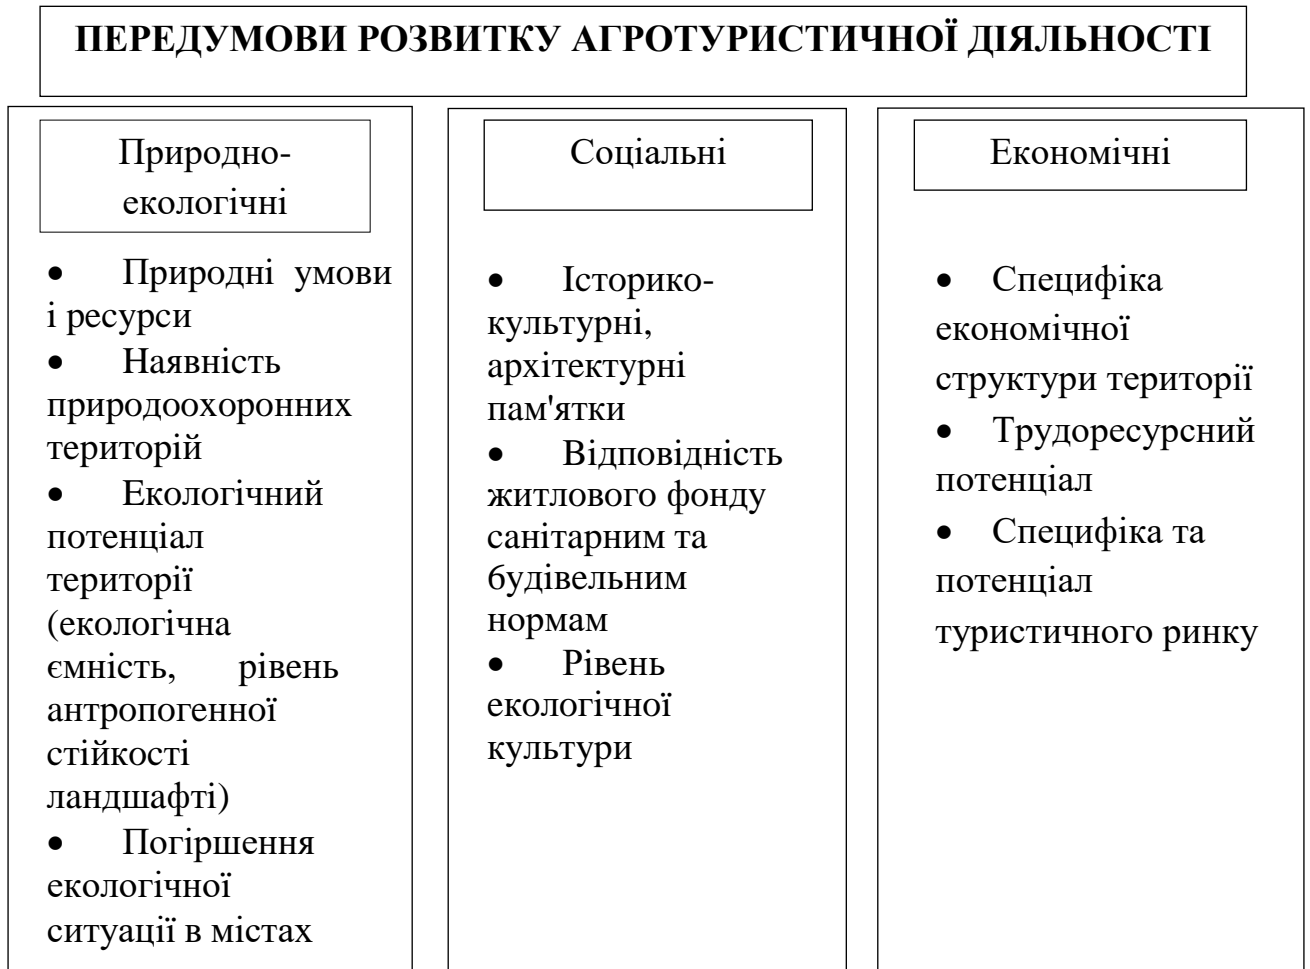 ПЕРЕДУМОВИ РОЗВИТКУ АГРОТУРИСТИЧНОЇ ДІЯЛЬНОСТІ
Природно-
екологічні
• Природні умови
і ресурси
• Наявність
природоохоронних
територій
• Екологічний
потенціал
території
(екологічна
ємність, рівень
антропогенної
стійкості
ландшафті)
• Погіршення
екологічної
ситуації в містах
Соціальні
• Історико-
культурні,
архітектурні
пам'ятки
• Відповідність
житлового фонду
санітарним та
будівельним
нормам
• Рівень
екологічної
культури
Економічні
• Специфіка
економічної
структури території
• Трудоресурсний
потенціал
• Специфіка та
потенціал
туристичного ринку